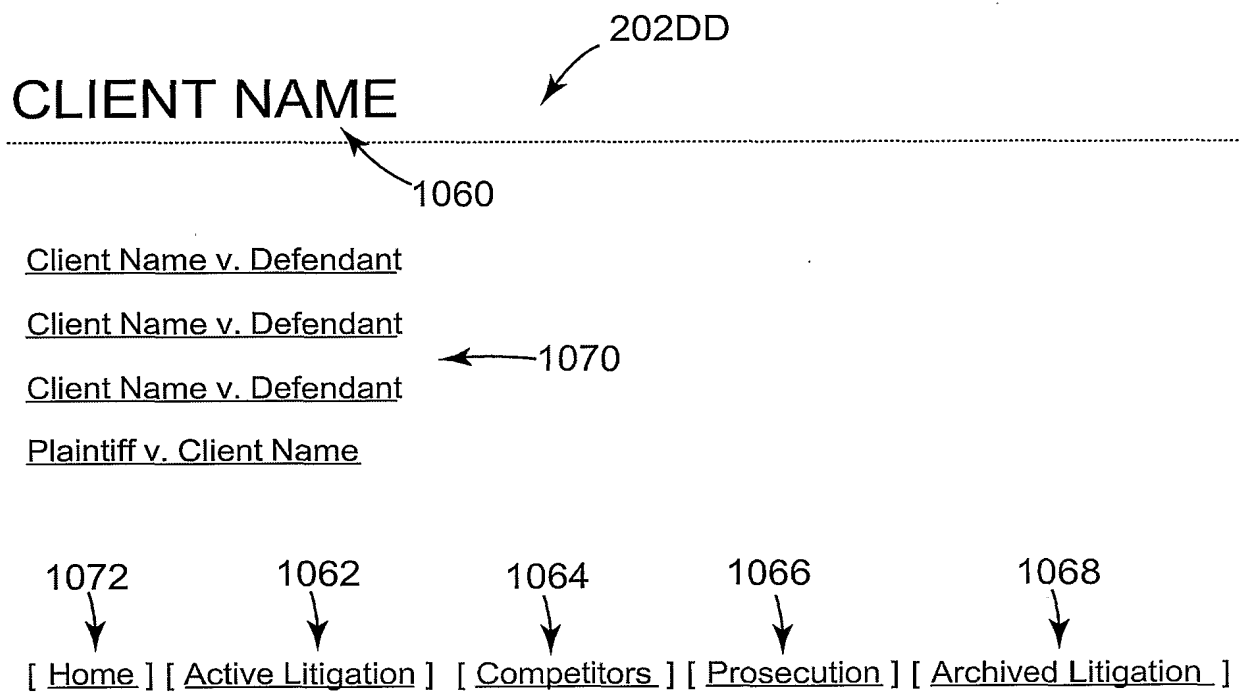 202DD
CLIENT NAME
1060
Client Name v. Defendant
Client Name v. Defendant
1070
Client Name v. Defendant
Plaintiff v. Client Name
1072 1062 1064 1066 1068
[ Home ] [ Active Litigation ] [ Competitors ] [ Prosecution ] [ Archived Litigation ]